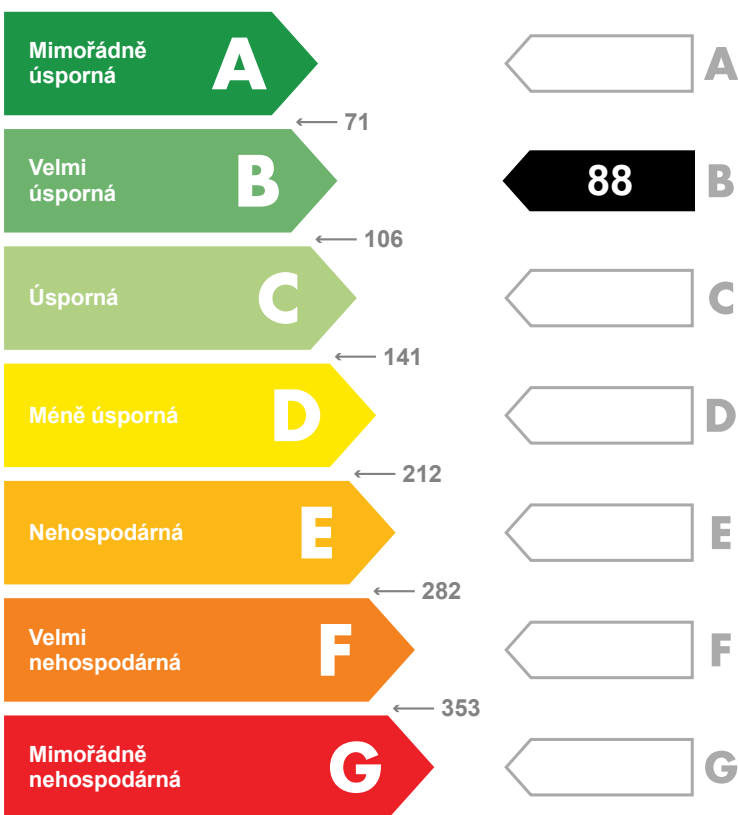 Mimořádně
úsporná
A
A
← 71
Velmi
úsporná
B
88
B
← 106
Úsporná
C
C
← 141
Méně úsporná
D
D
← 212
Nehospodárná
E
E
← 282
Velmi
nehospodárná
F
F
← 353
Mimořádně
nehospodárná
G
G